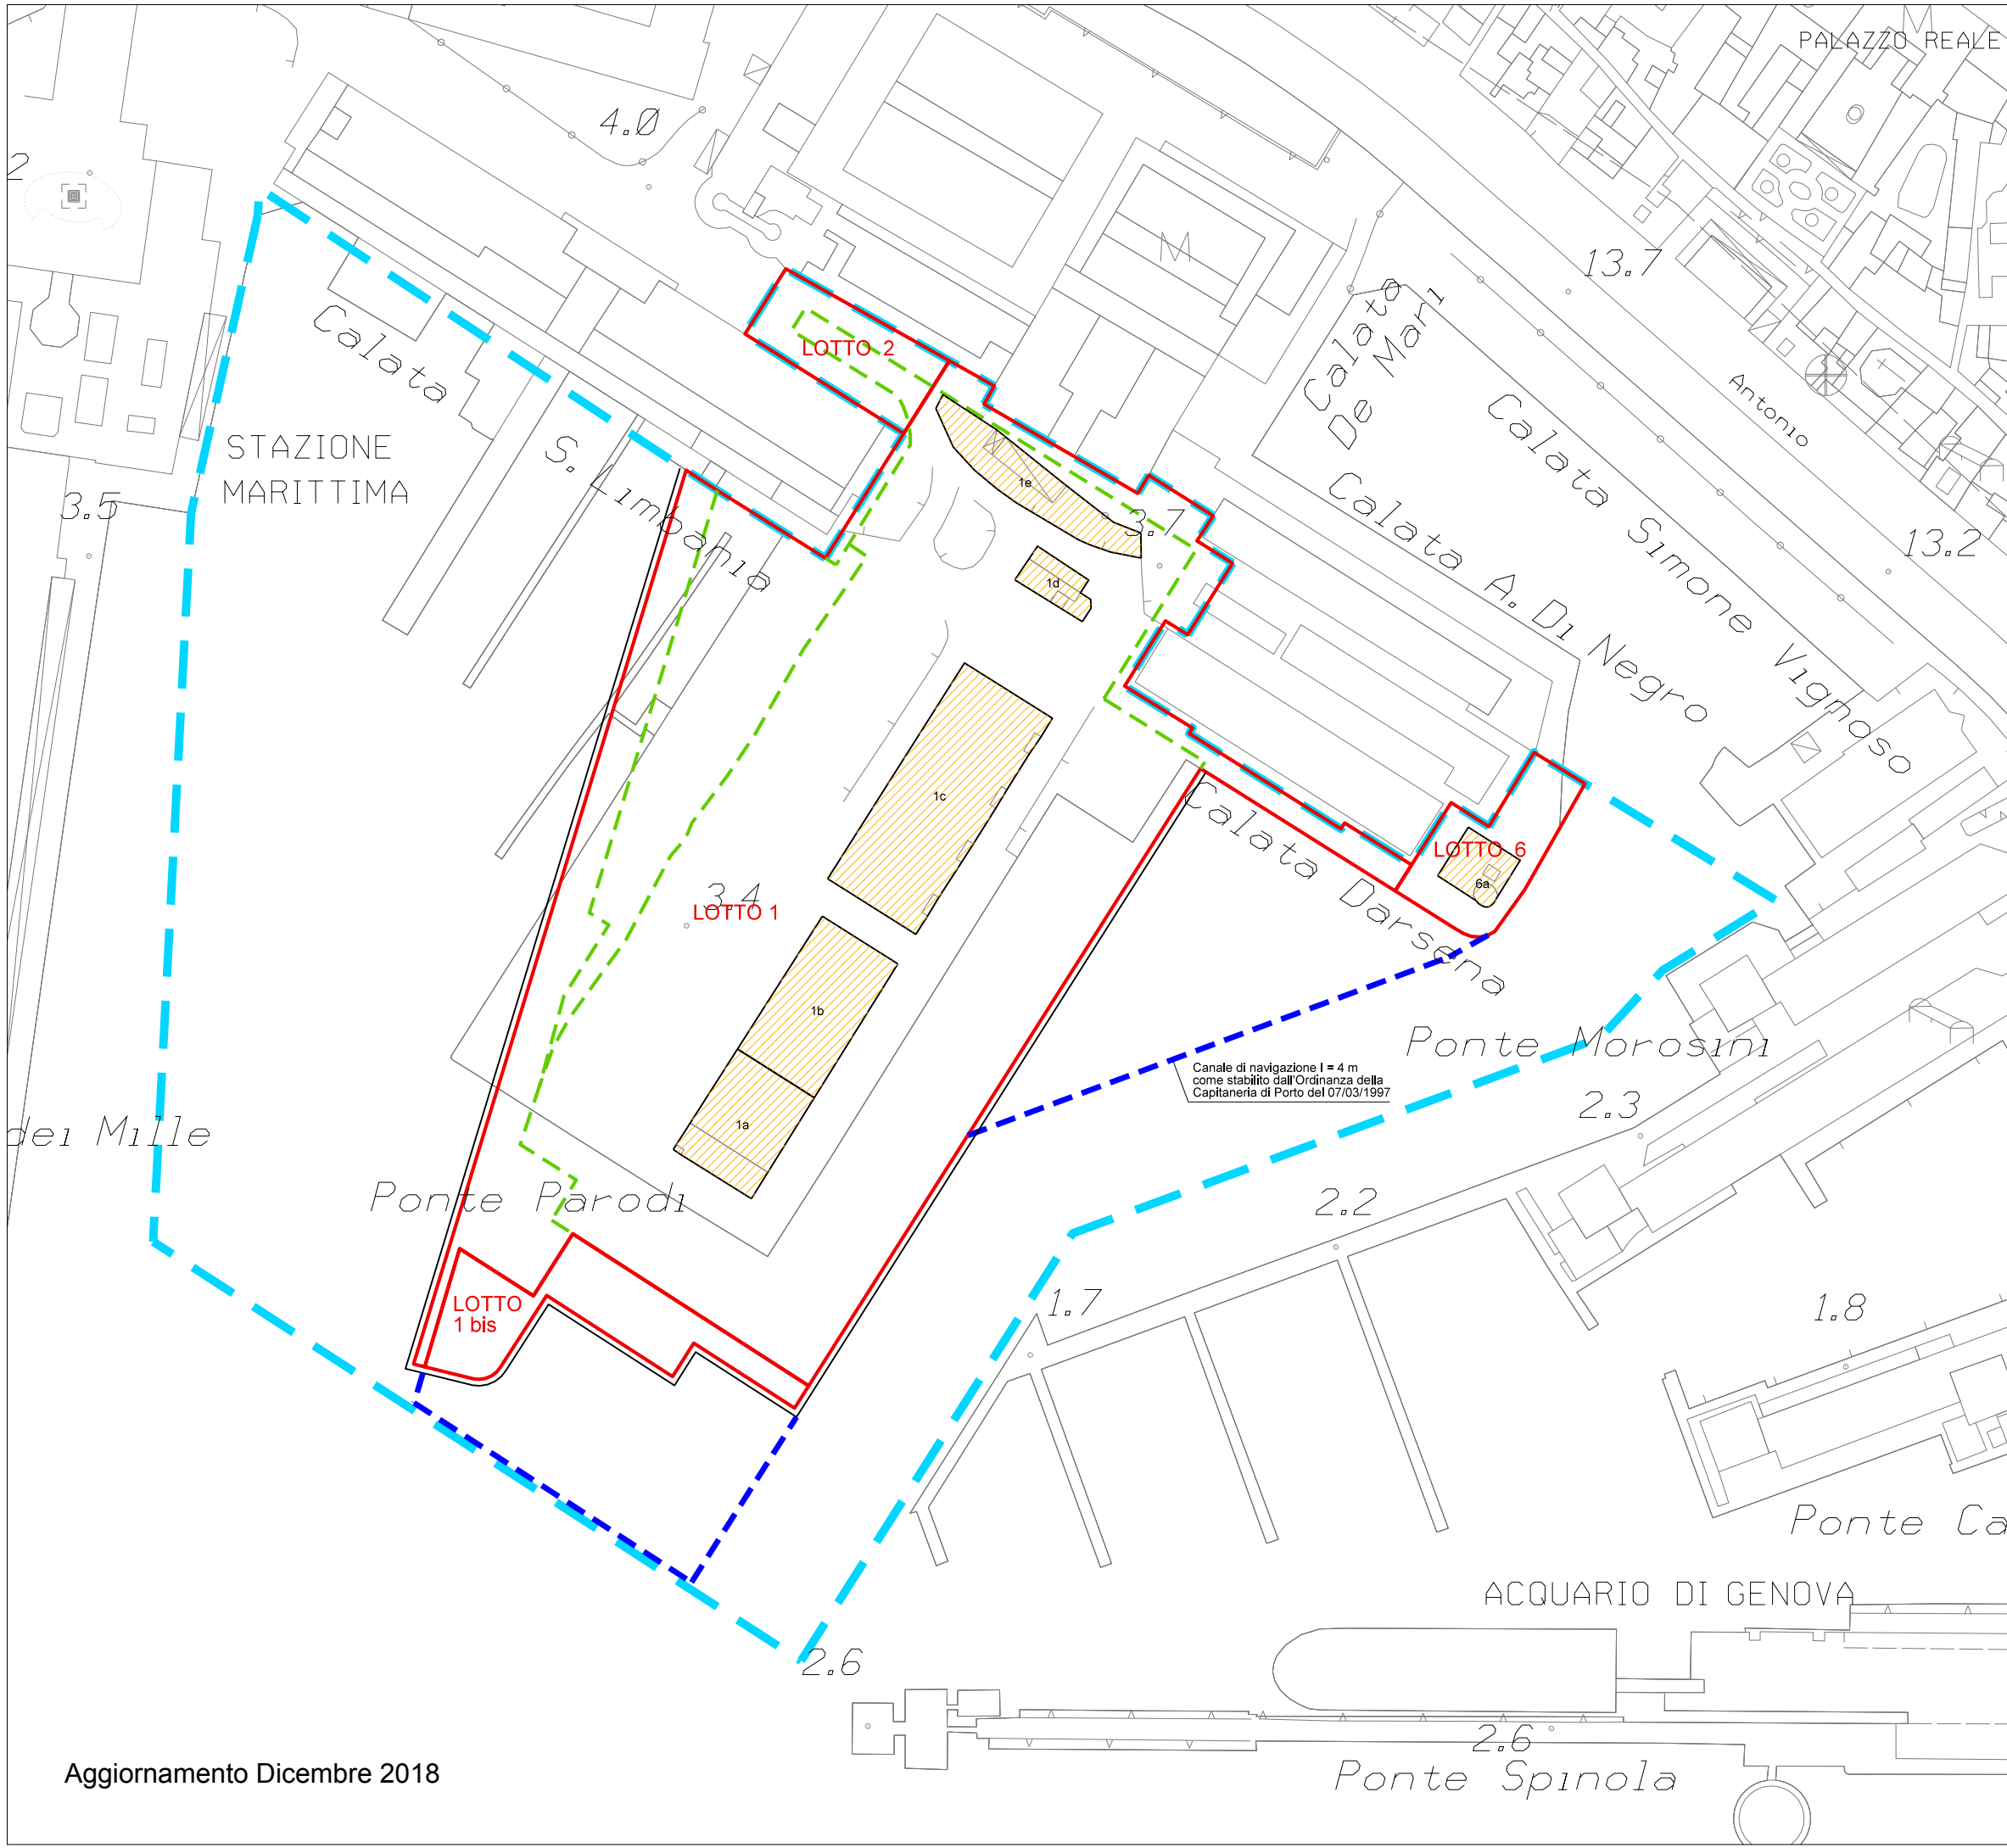 PALAZZO REALE
4.0
2
13.7
Calata
De Mari
Calata
LOTTO 2
Antonio
Calata Simone Vignoso
STAZIONE
MARITTIMA
3.5
S. Limbania
1e
3.7
Calata A. Di Negro
13.2
1d
1c
Calata Darsena
LOTTO 6
6a
3.4
LOTTO 1
1b
Ponte Morosini
Canale di navigazione l = 4 m
come stabilito dall'Ordinanza della
Capitaneria di Porto del 07/03/1997
2.3
1a
dei Mille
Ponte Parodi
2.2
LOTTO
1 bis
1.7
1.8
Ponte Ca
ACQUARIO DI GENOVA
2.6
2.6
Ponte Spinola
Aggiornamento Dicembre 2018